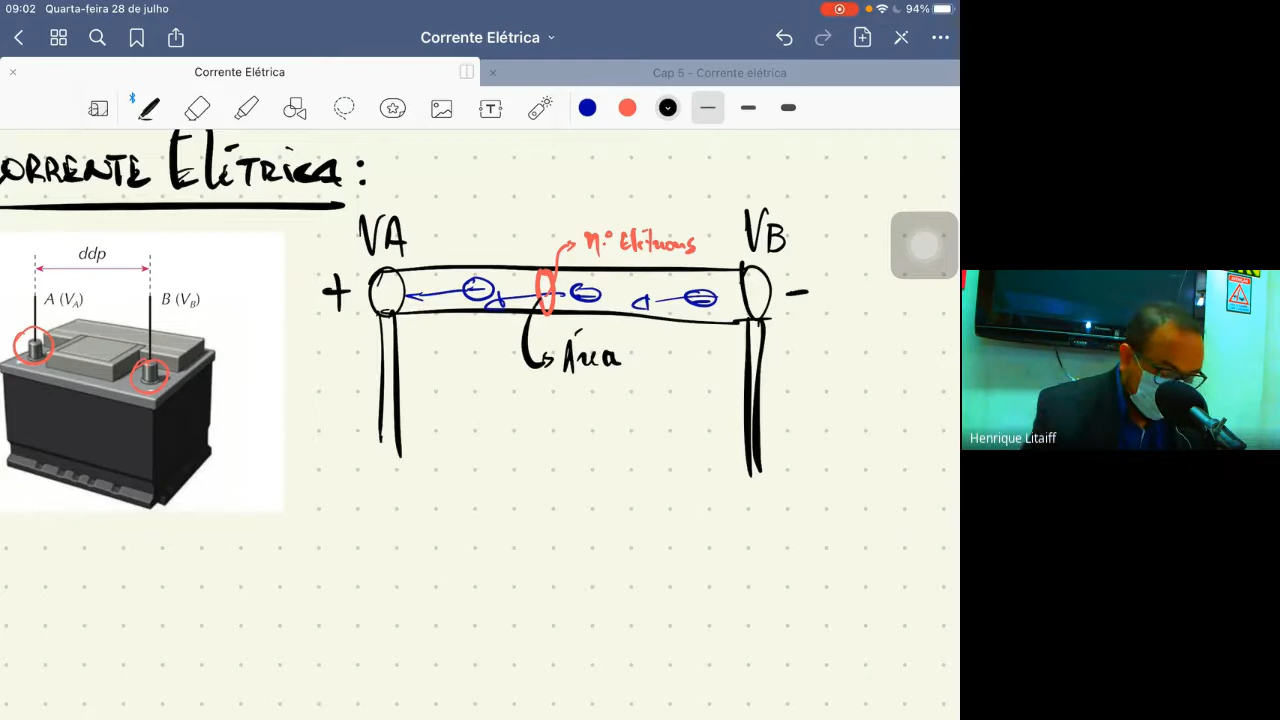 09:02 Quarta-feira 28 de julho
94%
Corrente Elétrica
Corrente Elétrica
Cap 5 - Corrente elétrica
T
ORRENTE ElÉTRICA:
ddp
A (VA)
B (VB)
VA
VB
n.º Elétrons
+
-
Área
Henrique Litaiff